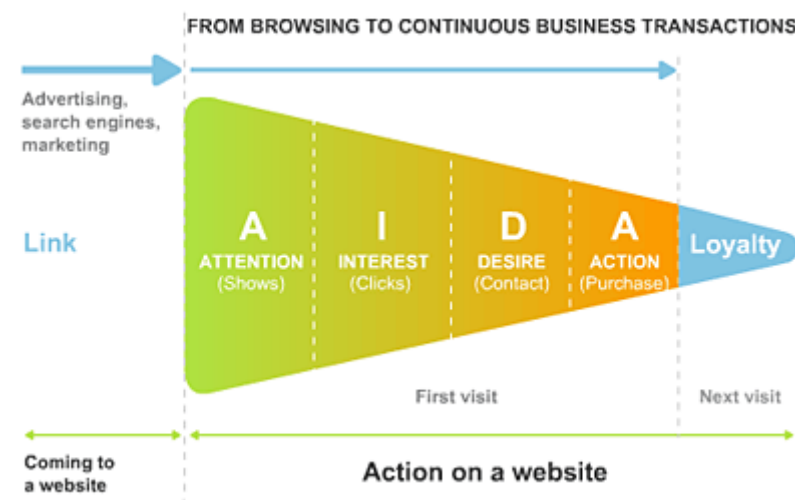 FROM BROWSING TO CONTINUOUS BUSINESS TRANSACTIONS
Advertising,
search engines,
marketing
Link
A
ATTENTION
(Shows)
I
INTEREST
(Clicks)
D
DESIRE
(Contact)
A
ACTION
(Purchase)
Loyalty
First visit
Next visit
Coming to
a website
Action on a website